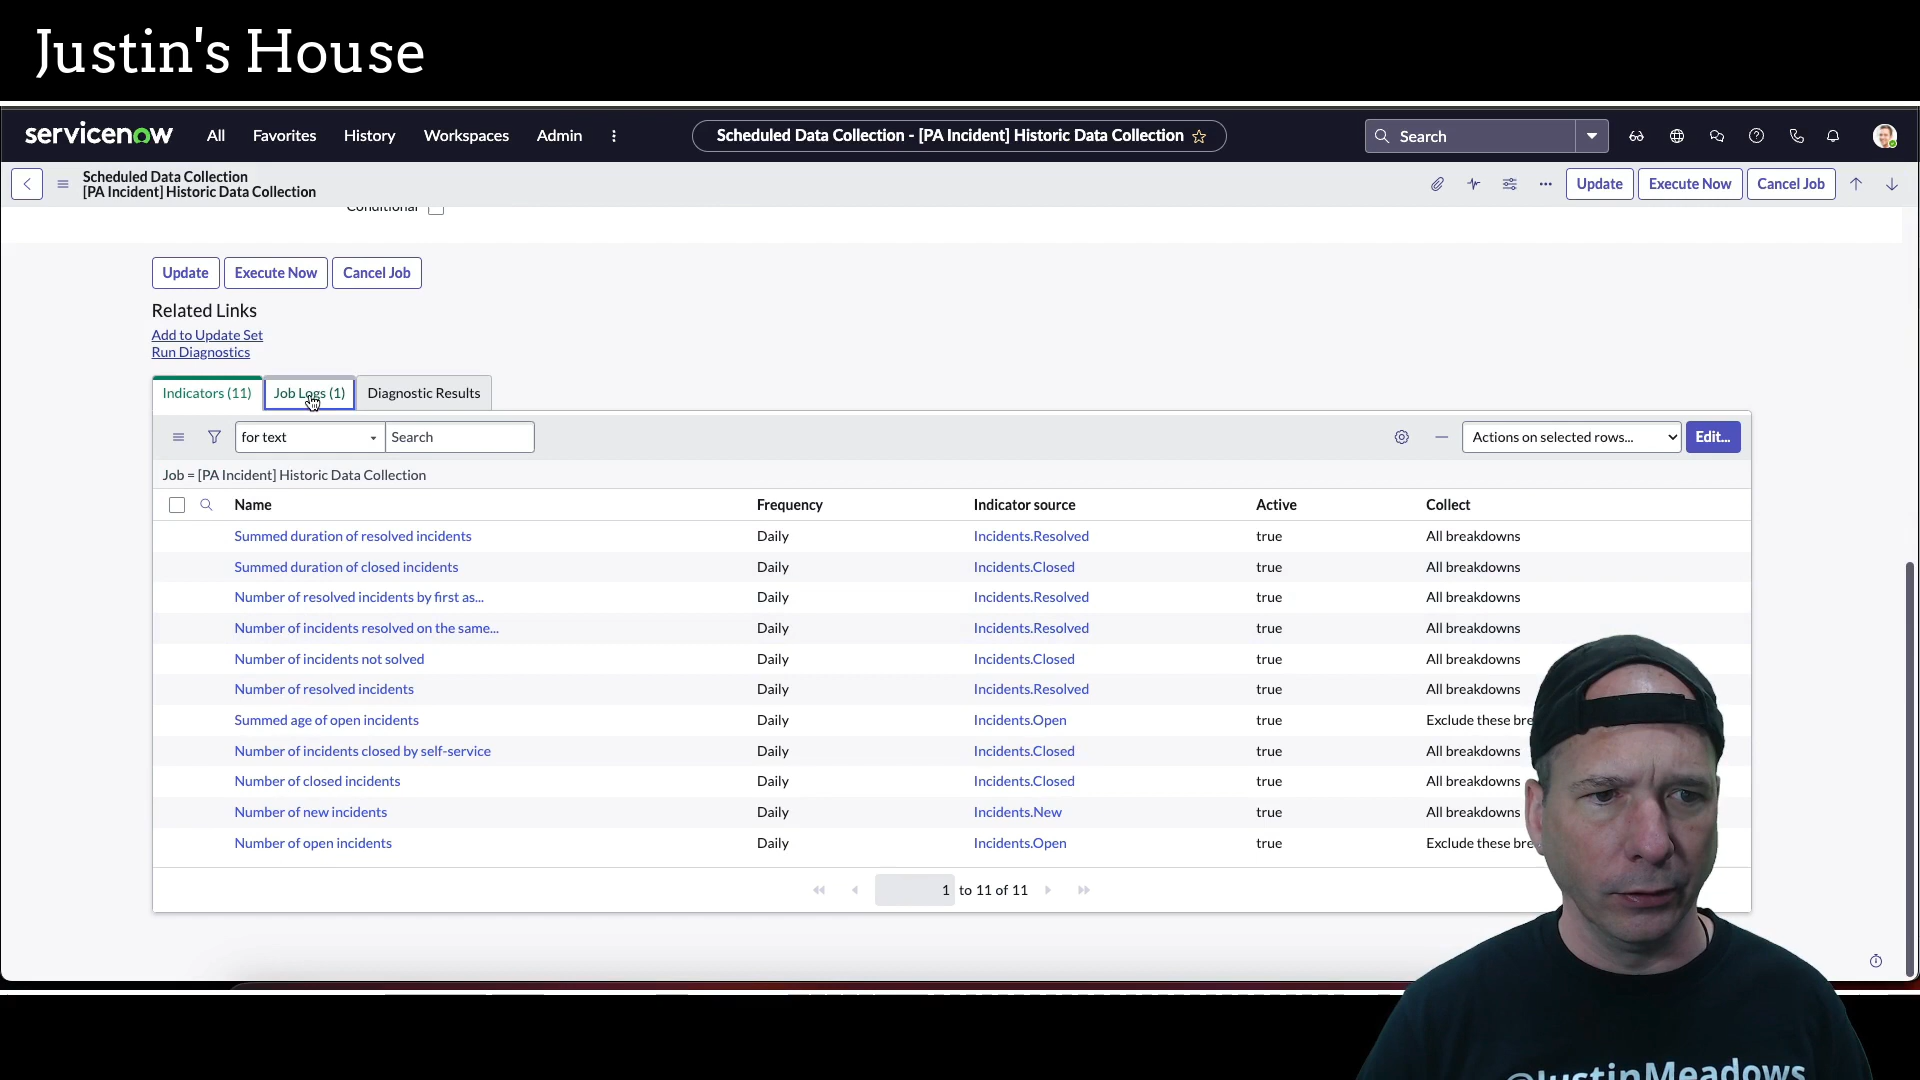 Justin's House
servicenow All Favorites History Workspaces Admin Scheduled Data Collection - [PA Incident] Historic Data Collection Search
Scheduled Data Collection
[PA Incident] Historic Data Collection
Update Execute Now Cancel Job
Conditional
Update Execute Now Cancel Job
Related Links
Add to Update Set
Run Diagnostics
Indicators (11) Job Logs (1) Diagnostic Results
for text Search Actions on selected rows... Edit...
Job = [PA Incident] Historic Data Collection
Name Frequency Indicator source Active Collect
Summed duration of resolved incidents Daily Incidents.Resolved true All breakdowns
Summed duration of closed incidents Daily Incidents.Closed true All breakdowns
Number of resolved incidents by first as... Daily Incidents.Resolved true All breakdowns
Number of incidents resolved on the same... Daily Incidents.Resolved true All breakdowns
Number of incidents not solved Daily Incidents.Closed true All breakdowns
Number of resolved incidents Daily Incidents.Resolved true All breakdowns
Summed age of open incidents Daily Incidents.Open true Exclude these bre
Number of incidents closed by self-service Daily Incidents.Closed true All breakdowns
Number of closed incidents Daily Incidents.Closed true All breakdowns
Number of new incidents Daily Incidents.New true All breakdowns
Number of open incidents Daily Incidents.Open true Exclude these bre
1 to 11 of 11
@JustinMeadows